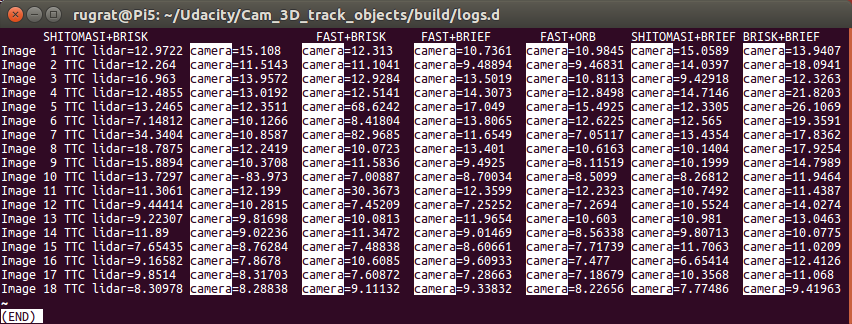 rugrat@Pi5: ~/Udacity/Cam_3D_track_objects/build/logs.d
SHITOMASI+BRISK FAST+BRISK FAST+BRIEF FAST+ORB SHITOMASI+BRIEF BRISK+BRIEF
Image 1 TTC lidar=12.9722 camera=15.108 camera=12.313 camera=10.7361 camera=10.9845 camera=15.0589 camera=13.9407
Image 2 TTC lidar=12.264 camera=11.5143 camera=11.1041 camera=9.48894 camera=9.46831 camera=14.0397 camera=18.0941
Image 3 TTC lidar=16.963 camera=13.9572 camera=12.9284 camera=13.5019 camera=10.8113 camera=9.42918 camera=12.3263
Image 4 TTC lidar=12.4855 camera=13.0192 camera=12.5141 camera=14.3073 camera=12.8498 camera=14.7146 camera=21.8203
Image 5 TTC lidar=13.2465 camera=12.3511 camera=68.6242 camera=17.049 camera=15.4925 camera=12.3305 camera=26.1069
Image 6 TTC lidar=7.14812 camera=10.1266 camera=8.41804 camera=13.8065 camera=12.6225 camera=12.565 camera=19.3591
Image 7 TTC lidar=34.3404 camera=10.8587 camera=82.9685 camera=11.6549 camera=7.05117 camera=13.4354 camera=17.8362
Image 8 TTC lidar=18.7875 camera=12.2419 camera=10.0723 camera=13.401 camera=10.6163 camera=10.1404 camera=17.9254
Image 9 TTC lidar=15.8894 camera=10.3708 camera=11.5836 camera=9.4925 camera=8.11519 camera=10.1999 camera=14.7989
Image 10 TTC lidar=13.7297 camera=-83.973 camera=7.00887 camera=8.70034 camera=8.5099 camera=8.26812 camera=11.9464
Image 11 TTC lidar=11.3061 camera=12.199 camera=30.3673 camera=12.3599 camera=12.2323 camera=10.7492 camera=11.4387
Image 12 TTC lidar=9.44414 camera=10.2815 camera=7.45209 camera=7.25252 camera=7.2694 camera=10.5524 camera=14.0274
Image 13 TTC lidar=9.22307 camera=9.81698 camera=10.0813 camera=11.9654 camera=10.603 camera=10.981 camera=13.0463
Image 14 TTC lidar=11.89 camera=9.02236 camera=11.3472 camera=9.01469 camera=8.56338 camera=9.80713 camera=10.0775
Image 15 TTC lidar=7.65435 camera=8.76284 camera=7.48838 camera=8.60661 camera=7.71739 camera=11.7063 camera=11.0209
Image 16 TTC lidar=9.16582 camera=7.8678 camera=10.6085 camera=9.60933 camera=7.477 camera=6.65414 camera=12.4126
Image 17 TTC lidar=9.8514 camera=8.31703 camera=7.60872 camera=7.28663 camera=7.18679 camera=10.3568 camera=11.068
Image 18 TTC lidar=8.30978 camera=8.28838 camera=9.11132 camera=9.33832 camera=8.22656 camera=7.77486 camera=9.41963
~
(END)